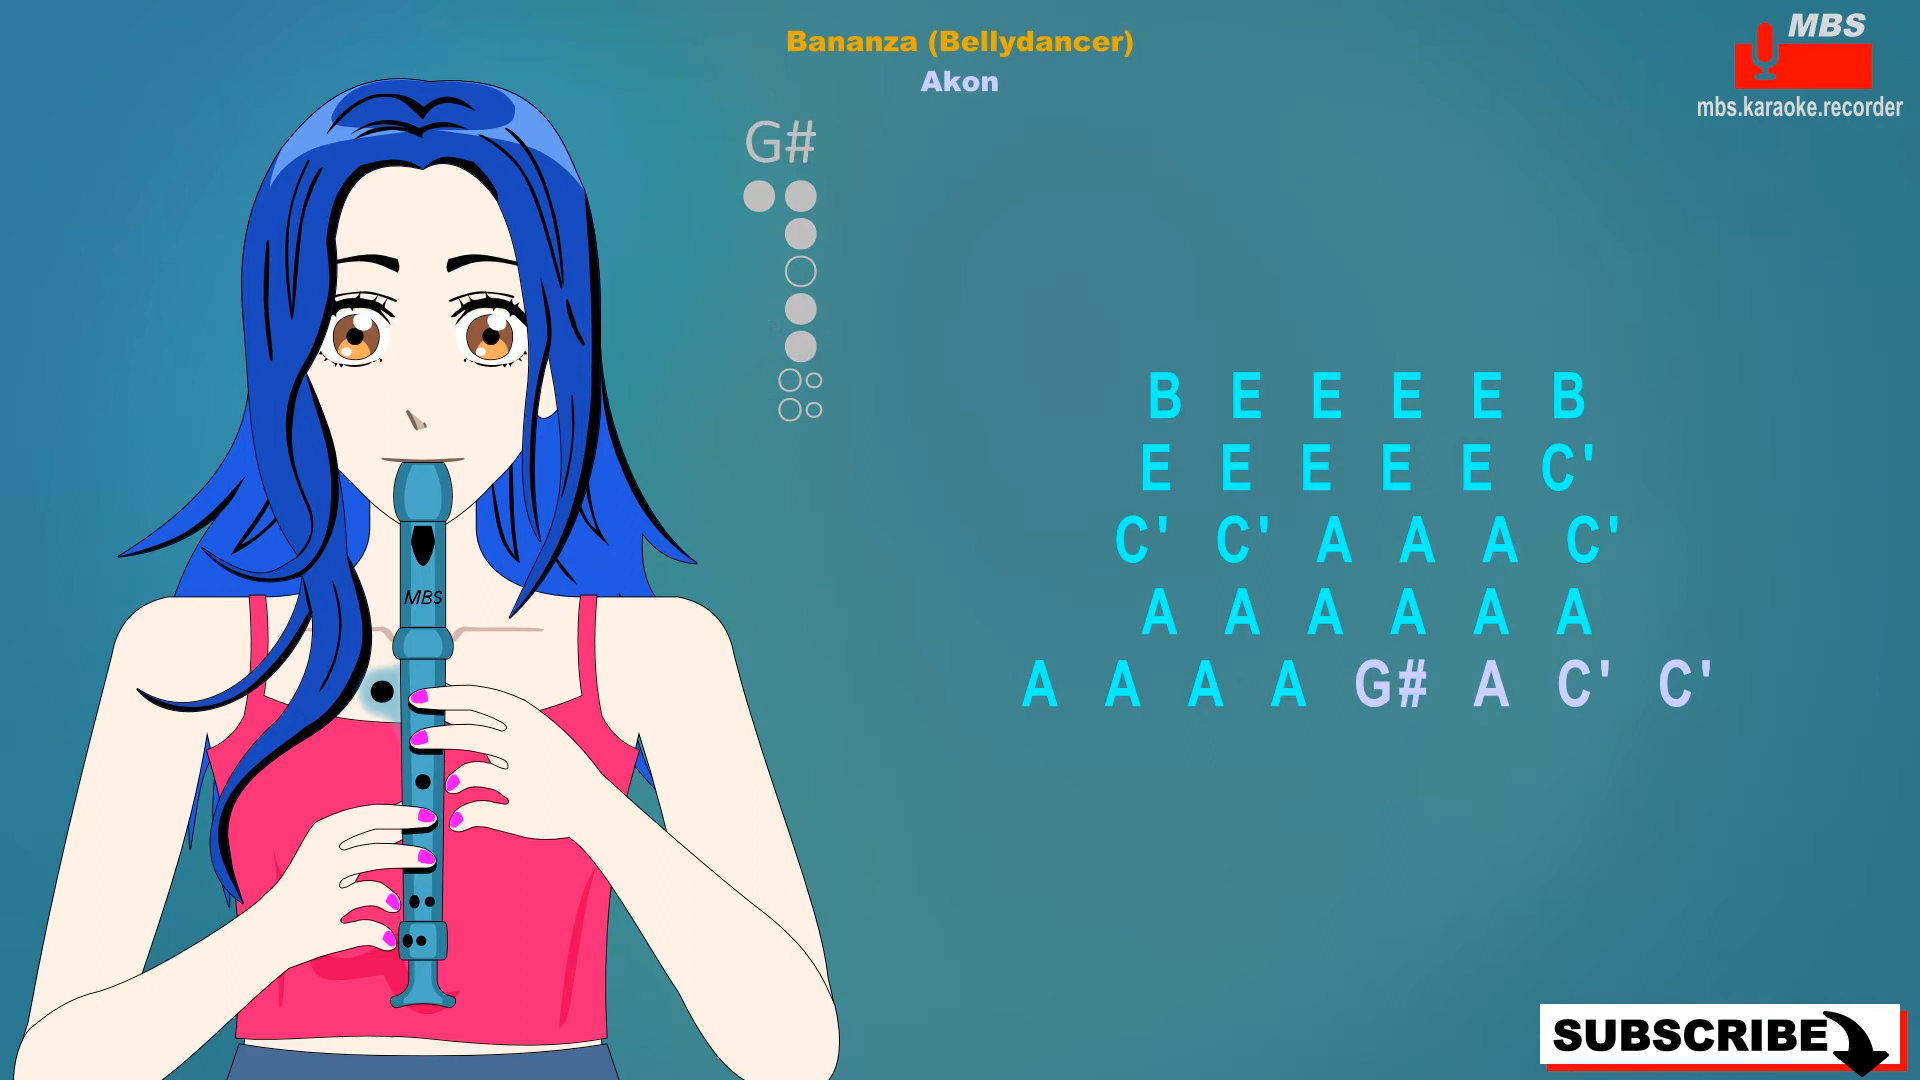 Bananza (Bellydancer)
Akon
MBS
mbs.karaoke.recorder
G#
B E E E E B
E E E E E C'
C' C' A A A C'
A A A A A A
A A A A G# A C' C'
MBS
SUBSCRIBE